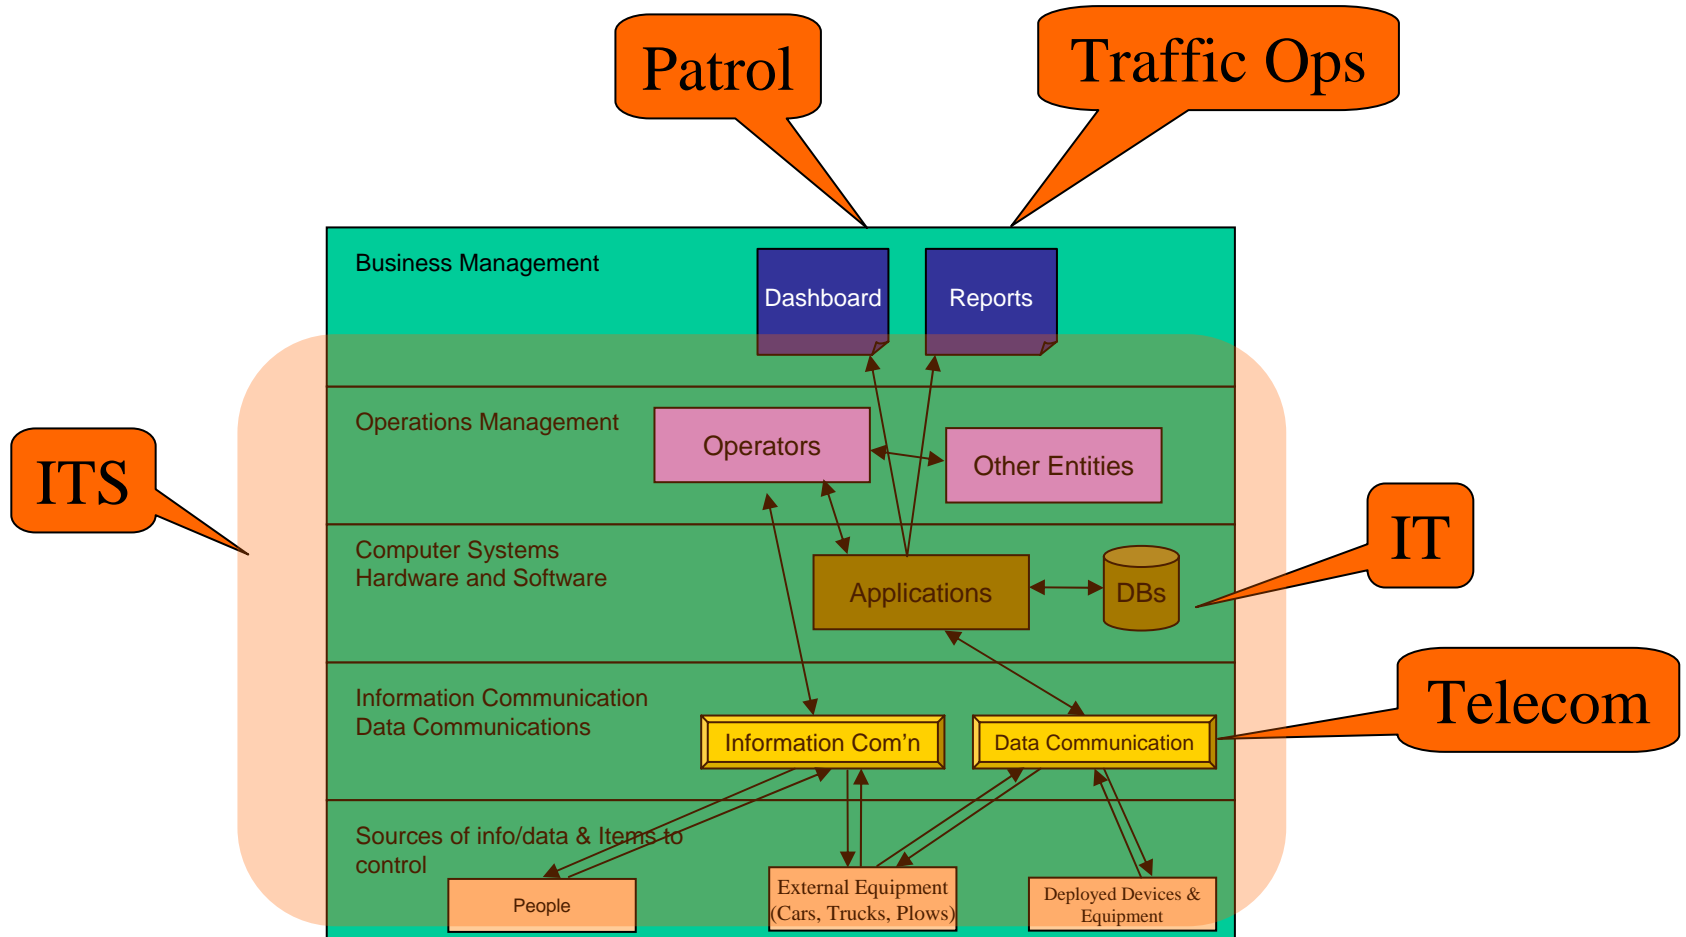 Patrol
Traffic Ops
Business Management
Dashboard
Reports
Operations Management
Operators
Other Entities
ITS
IT
Computer Systems
Hardware and Software
Applications
DBs
Telecom
Information Communication
Data Communications
Information Com'n
Data Communication
Sources of info/data & Items to
control
People
External Equipment
(Cars, Trucks, Plows)
Deployed Devices &
Equipment